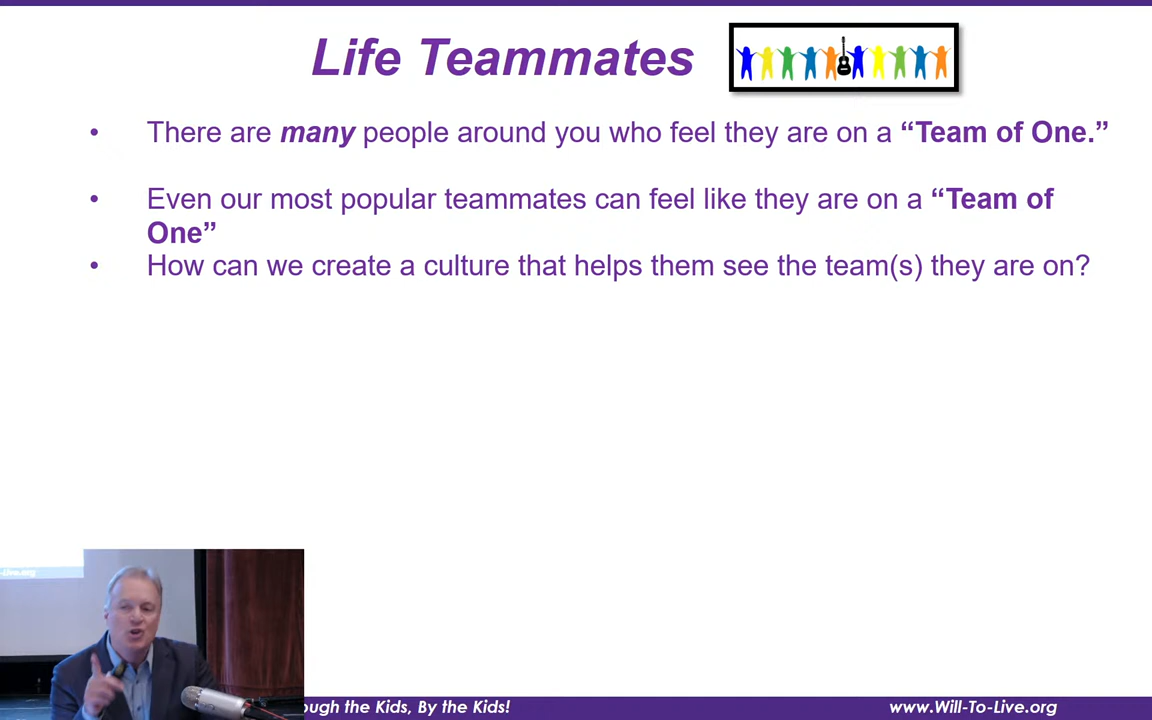 Life Teammates
• There are many people around you who feel they are on a “Team of One.”
• Even our most popular teammates can feel like they are on a “Team of
One”
• How can we create a culture that helps them see the team(s) they are on?
-Live.org
ough the Kids, By the Kids!
www.Will-To-Live.org